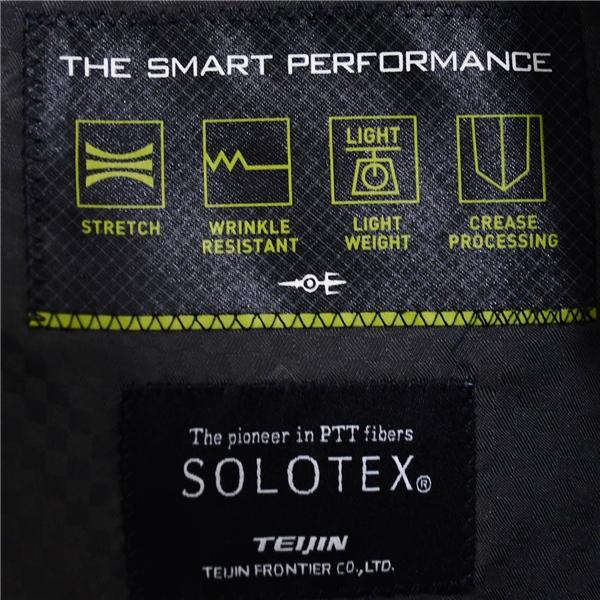 THE SMART PERFORMANCE
LIGHT
STRETCH
WRINKLE
RESISTANT
LIGHT
WEIGHT
CREASE
PROCESSING
The pioneer in PTT fibers
SOLOTEX®
TEIJIN
TEIJIN FRONTIER CO.,LTD.